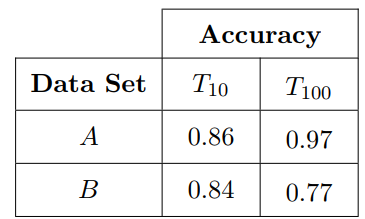 Accuracy
Data Set T₁₀ T₁₀₀
A 0.86 0.97
B 0.84 0.77